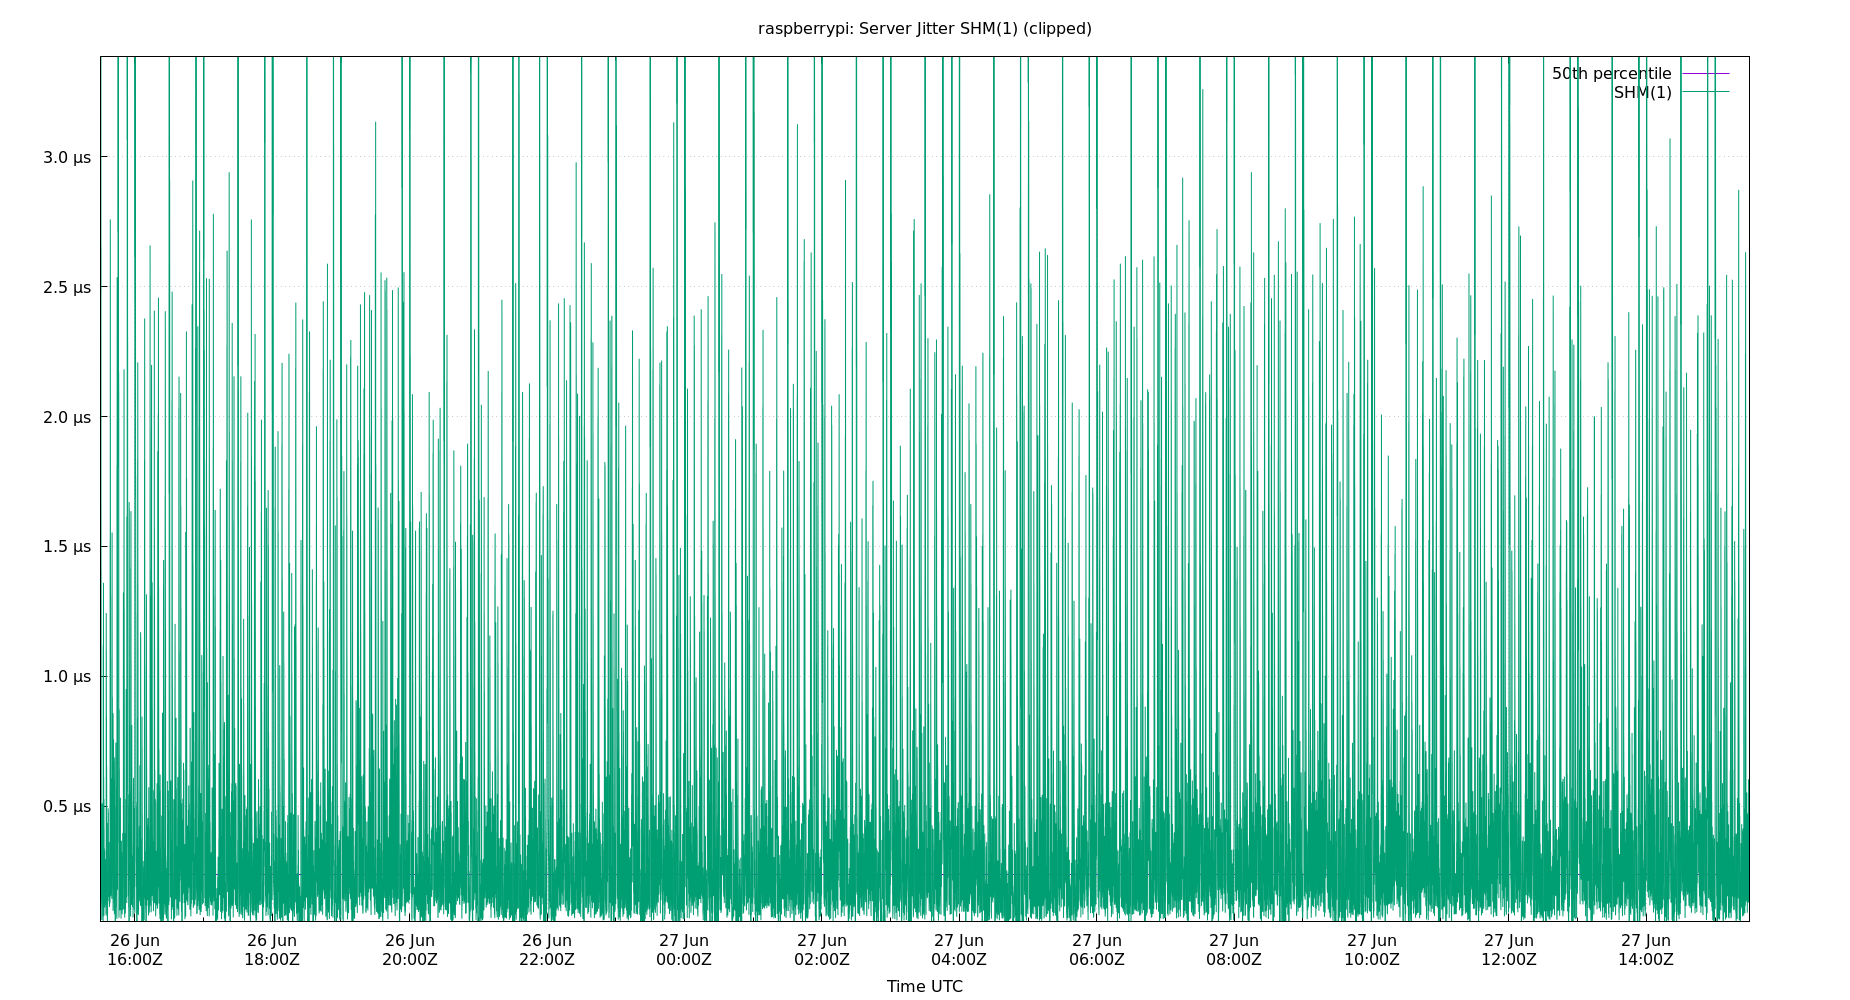 raspberrypi: Server Jitter SHM(1) (clipped)
50th percentile
SHM(1)
3.0 µs
2.5 µs
2.0 µs
1.5 µs
1.0 µs
0.5 µs
26 Jun 26 Jun 26 Jun 26 Jun 27 Jun 27 Jun 27 Jun 27 Jun 27 Jun 27 Jun 27 Jun 27 Jun
16:00Z 18:00Z 20:00Z 22:00Z 00:00Z 02:00Z 04:00Z 06:00Z 08:00Z 10:00Z 12:00Z 14:00Z
Time UTC